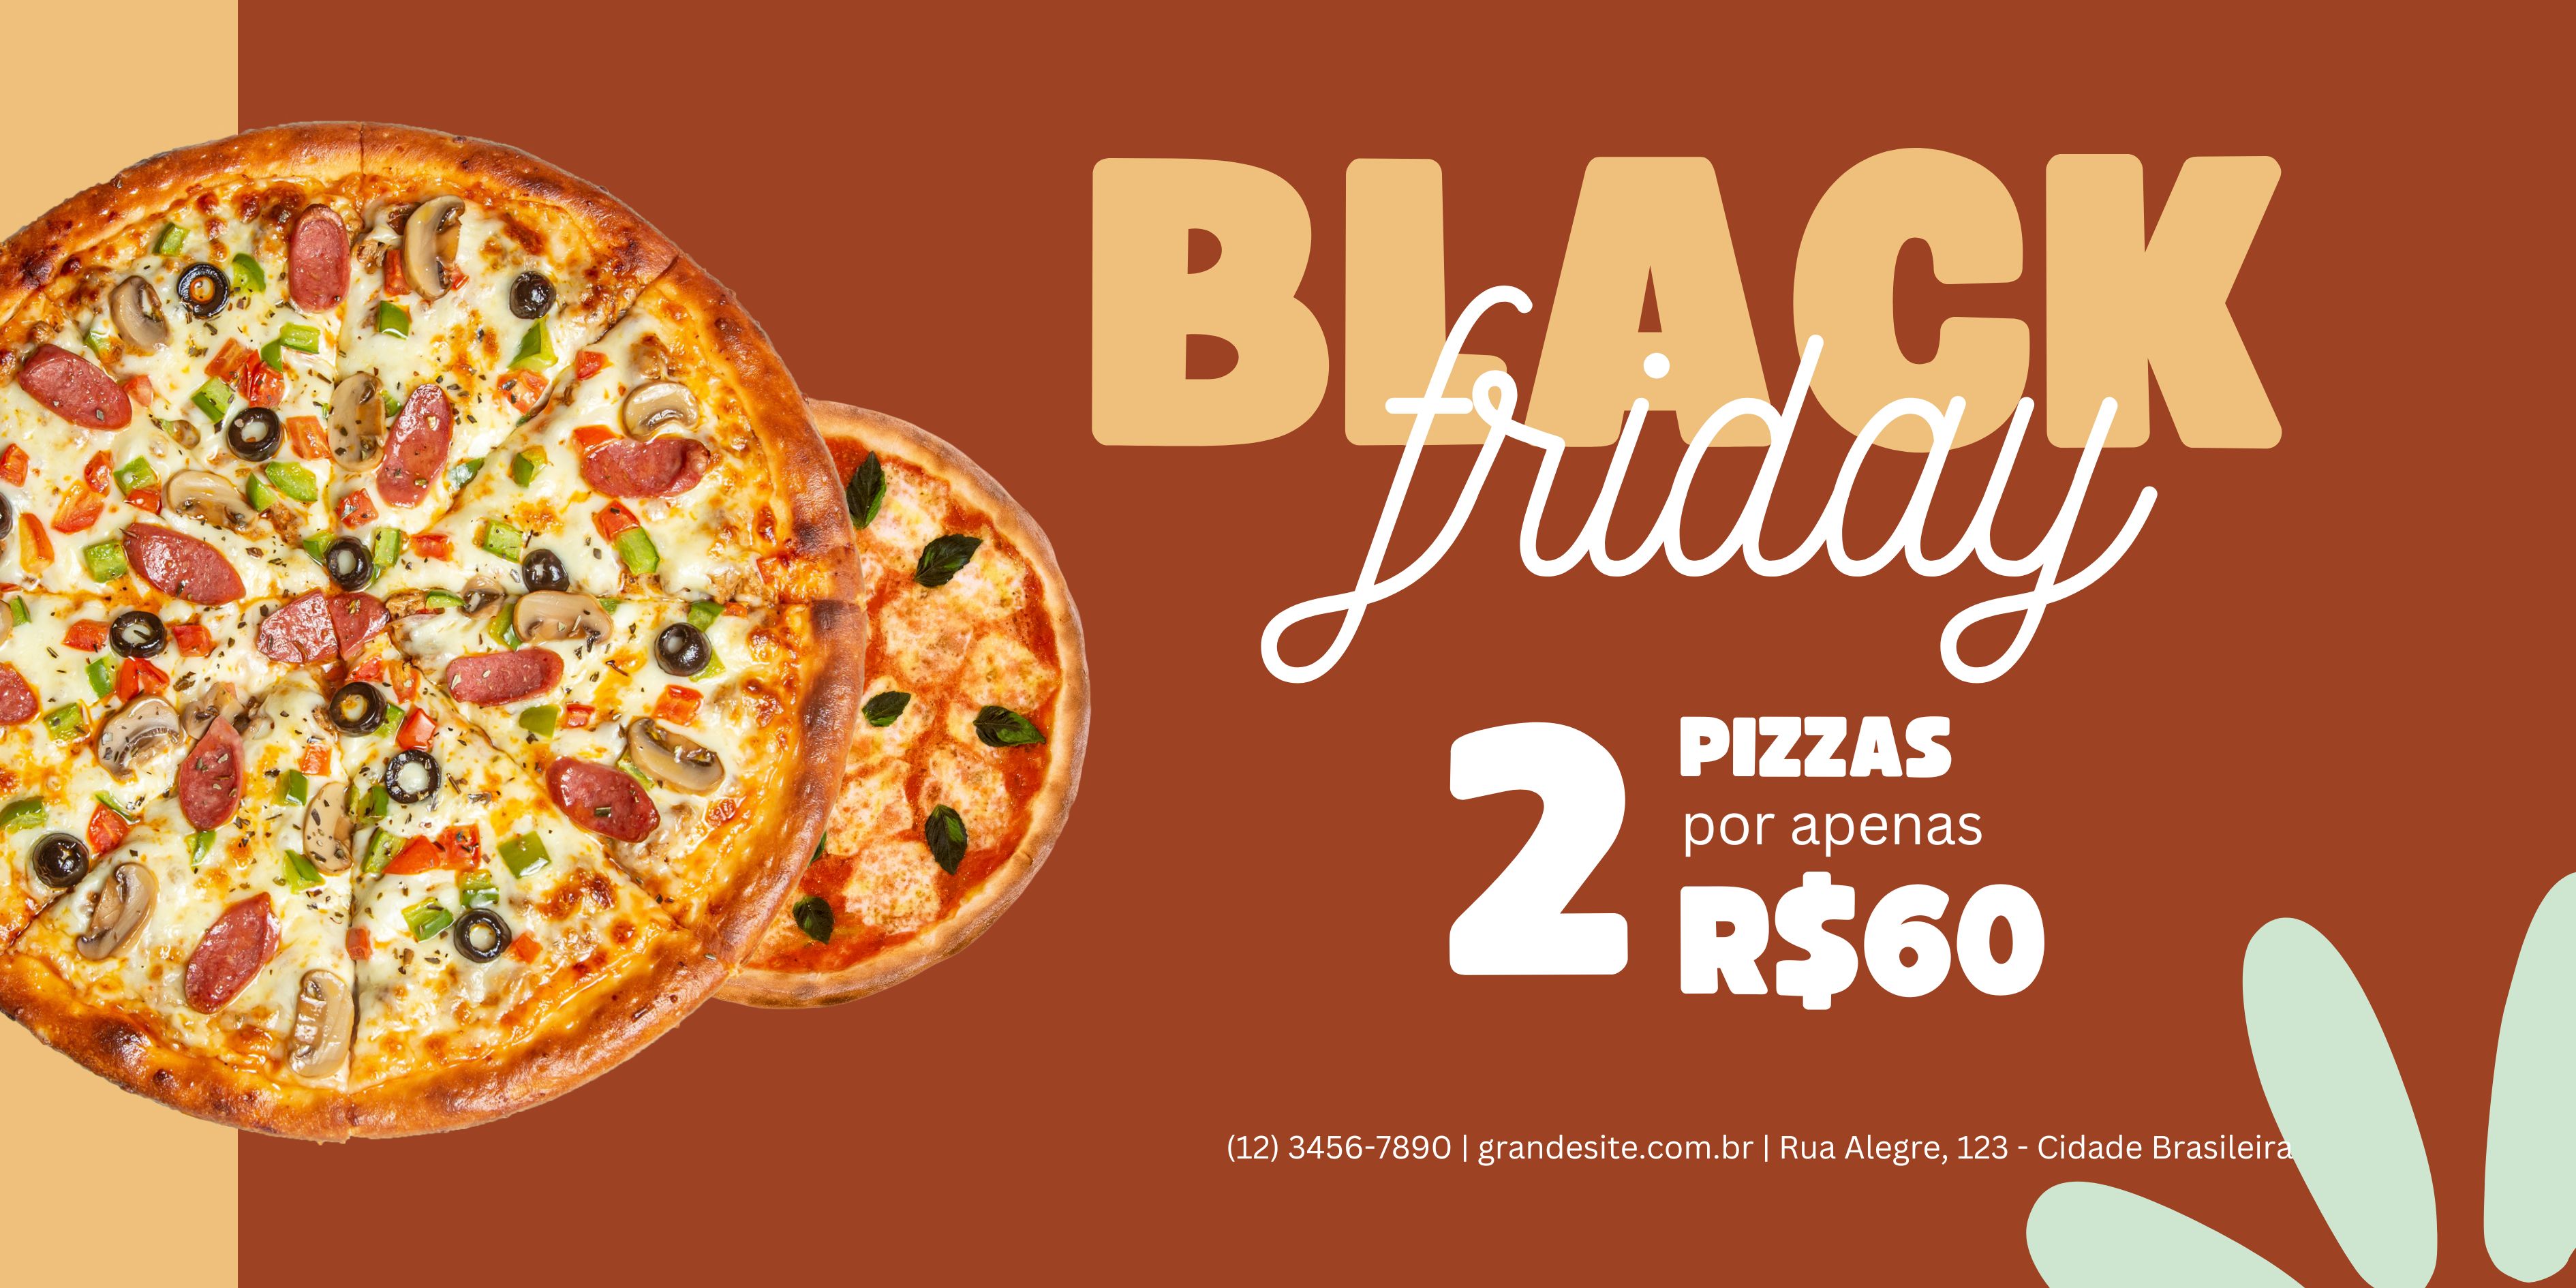 BLACK
friday
2 PIZZAS
por apenas
R$60
(12) 3456-7890 | grandesite.com.br | Rua Alegre, 123 - Cidade Brasileira